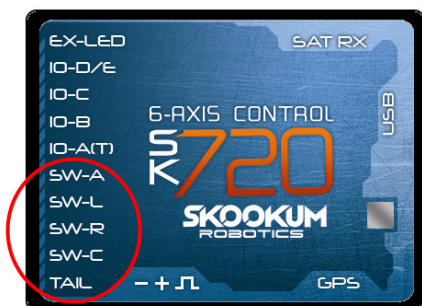 EX-LED
SAT RX
IO-D/E
IO-C
IO-B
IO-A(T)
SW-A
SW-L
SW-R
SW-C
TAIL
6-AXIS CONTROL
SK720
SKOOKUM
ROBOTICS
USB
- + ⎍
GPS